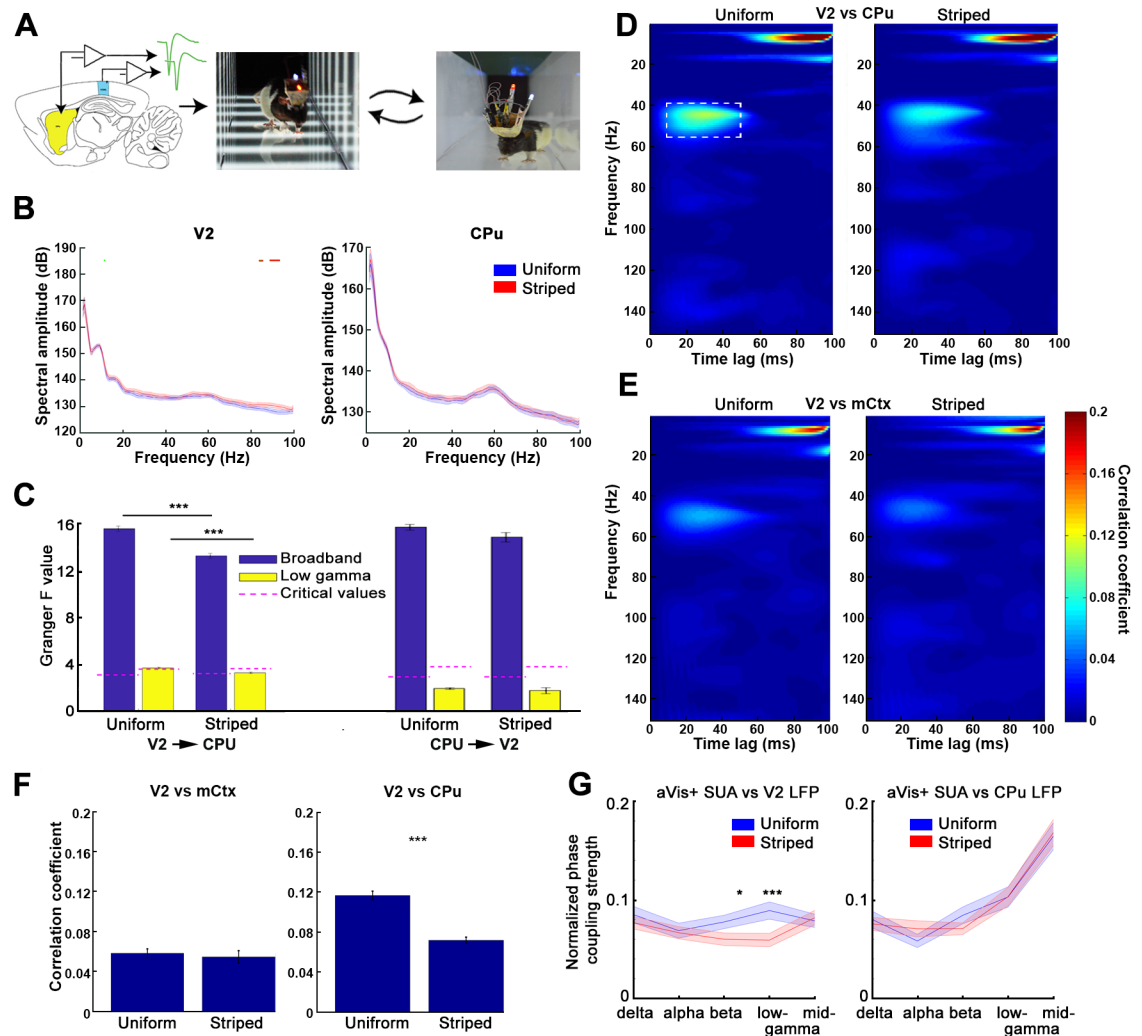 A
B
V2
CPu
Spectral amplitude (dB)
190
180
170
160
150
140
130
120
0 20 40 60 80 100
Frequency (Hz)
Spectral amplitude (dB)
170
160
150
140
130
0 20 40 60 80 100
Frequency (Hz)
Uniform
Striped
C
Granger F value
16
12
8
4
0
***
***
Broadband
Low gamma
Critical values
Uniform Striped
V2 CPU
Uniform Striped
CPU V2
D
V2 vs CPu
Uniform Striped
Frequency (Hz)
20
40
60
80
100
120
140
0 20 40 60 80 100
Time lag (ms)
20
40
60
80
100
120
140
0 20 40 60 80 100
Time lag (ms)
E
V2 vs mCtx
Uniform Striped
Frequency (Hz)
20
40
60
80
100
120
140
0 20 40 60 80 100
Time lag (ms)
20
40
60
80
100
120
140
0 20 40 60 80 100
Time lag (ms)
0.2
0.16
0.12
0.08
0.04
0
Correlation coefficient
F
V2 vs mCtx
V2 vs CPu
Correlation coefficient
0.2
0.16
0.12
0.08
0.04
0
Uniform Striped
0.2
0.16
0.12
0.08
0.04
0
***
Uniform Striped
G
aVis+ SUA vs V2 LFP
aVis+ SUA vs CPu LFP
Normalized phase
coupling strength
0.2
0.1
0
Uniform
Striped
* ***
delta alpha beta low- mid-
gamma
0.2
0.1
0
Uniform
Striped
delta alpha beta low- mid-
gamma